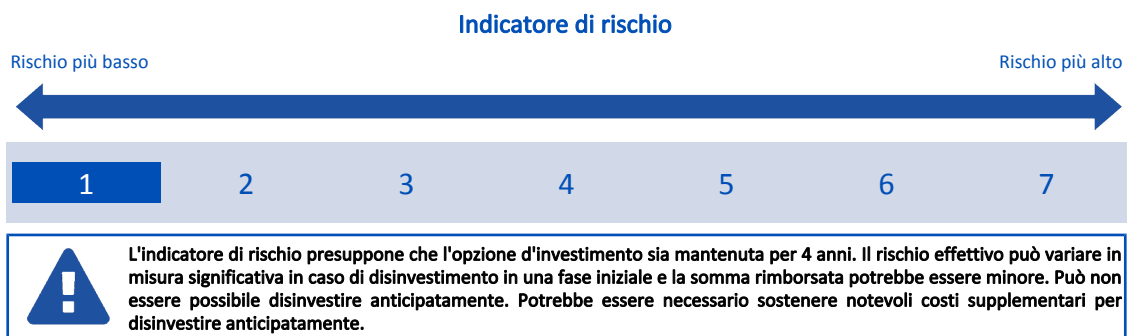 Indicatore di rischio
Rischio più basso
Rischio più alto
1 2 3 4 5 6 7
L'indicatore di rischio presuppone che l'opzione d'investimento sia mantenuta per 4 anni. Il rischio effettivo può variare in
misura significativa in caso di disinvestimento in una fase iniziale e la somma rimborsata potrebbe essere minore. Può non
essere possibile disinvestire anticipatamente. Potrebbe essere necessario sostenere notevoli costi supplementari per
disinvestire anticipatamente.